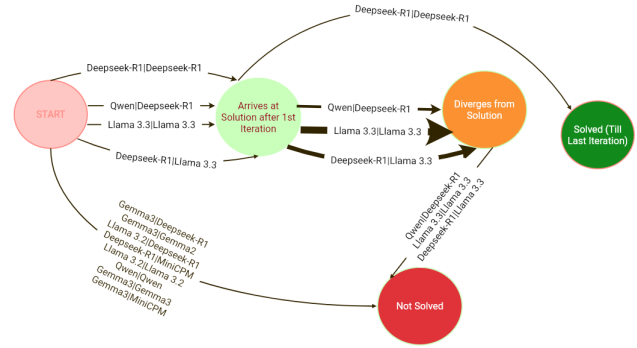 Deepseek-R1|Deepseek-R1
Deepseek-R1|Deepseek-R1
START
Qwen|Deepseek-R1
Llama 3.3|Llama 3.3
Deepseek-R1|Llama 3.3
Arrives at
Solution after 1st
Iteration
Qwen|Deepseek-R1
Llama 3.3|Llama 3.3
Deepseek-R1|Llama 3.3
Diverges from
Solution
Solved (Till
Last Iteration)
Qwen|Deepseek-R1
Llama 3.3|Llama 3.3
Deepseek-R1|Llama 3.3
Gemma3|Deepseek-R1
Gemma3|Gemma2
Llama 3.2|Deepseek-R1
Deepseek-R1|MiniCPM
Llama 3.2|Llama 3.2
Qwen|Qwen
Gemma3|Gemma3
Gemma3|MiniCPM
Not Solved